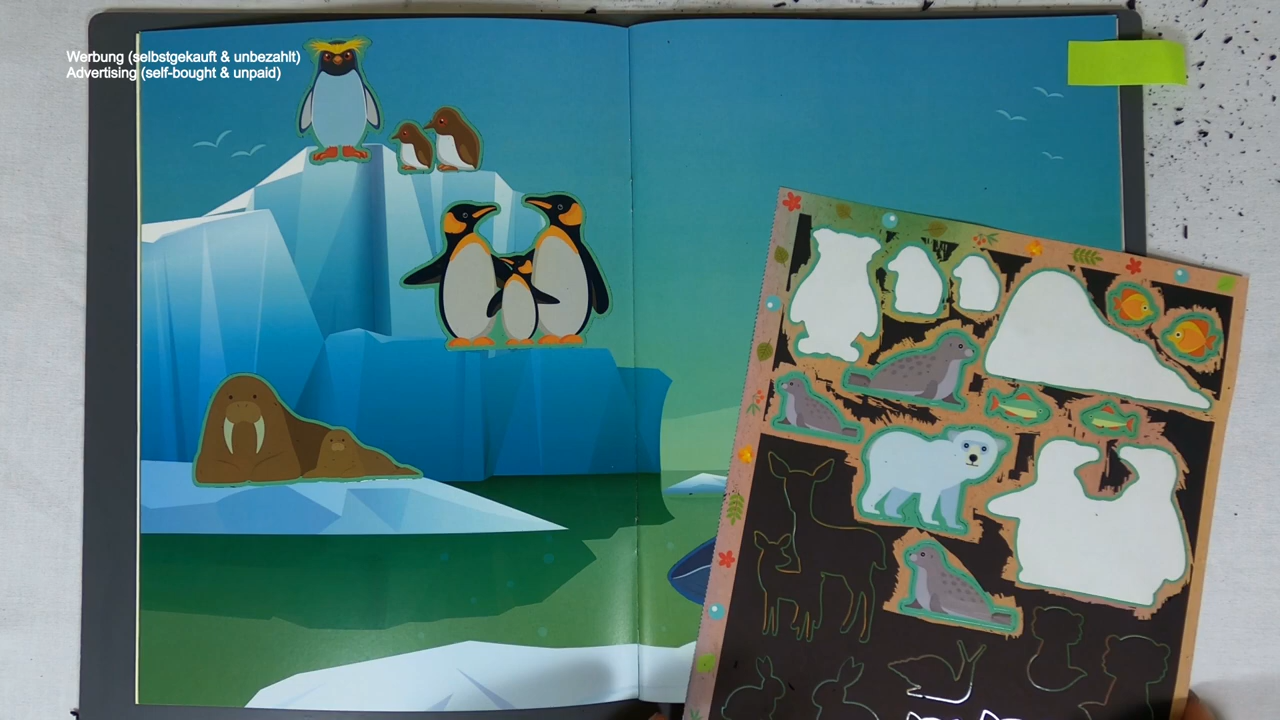 Werbung (selbstgekauft & unbezahlt)
Advertising (self-bought & unpaid)